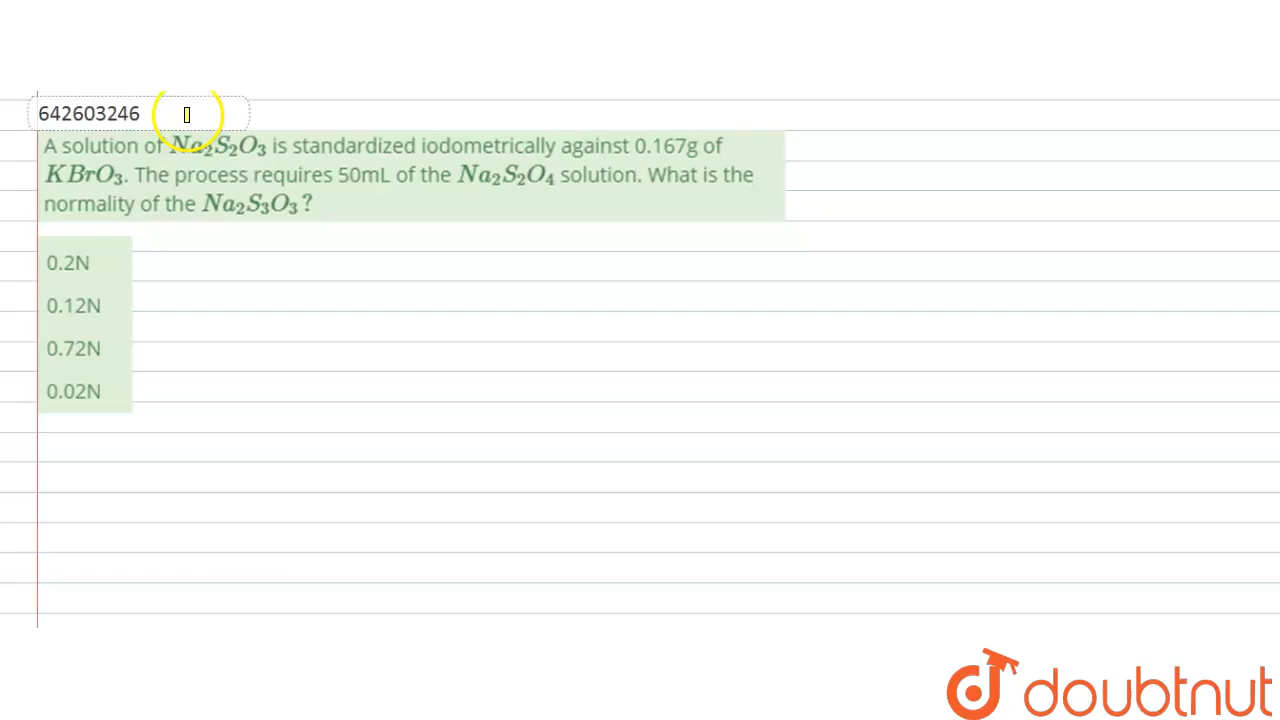 642603246
A solution of Na₂S₂O₃ is standardized iodometrically against 0.167g of
KBrO₃. The process requires 50mL of the Na₂S₂O₄ solution. What is the
normality of the Na₂S₃O₃?
0.2N
0.12N
0.72N
0.02N
doubtnut